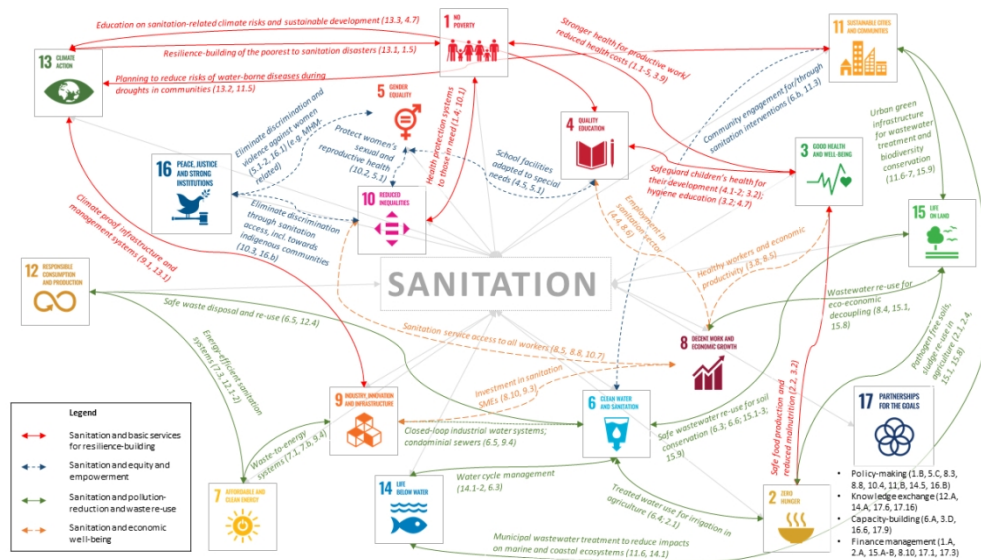 Education on sanitation-related climate risks and sustainable development (13.3, 4.7)
1 NO
POVERTY
11 SUSTAINABLE CITIES
AND COMMUNITIES
13 CLIMATE
ACTION
Resilience-building of the poorest to sanitation disasters (13.1, 1.5)
Stronger health for productive work/
reduced health costs (1.1-5, 3.9)
Planning to reduce risks of water-borne diseases during
droughts in communities (13.2, 11.5)
5 GENDER
EQUALITY
Community engagement for/through
sanitation interventions (6.b, 11.3)
Eliminate discrimination and
violence against women
(5.1-2, 16.1) (e.g. MHM-
related)
Protect women's
sexual and
reproductive health
(10.2, 5.1)
Health protection systems
to those in need (1.4; 10.1)
4 QUALITY
EDUCATION
Urban green
infrastructure
for wastewater
treatment and
biodiversity
conservation
(11.6-7, 15.9)
3 GOOD HEALTH
AND WELL-BEING
16 PEACE, JUSTICE
AND STRONG
INSTITUTIONS
School facilities
adapted to special
needs (4.5, 5.1)
Safeguard children's health for
their development (4.1-2; 3.2);
hygiene education (3.2; 4.7)
10 REDUCED
INEQUALITIES
Eliminate discrimination
through sanitation
access, incl. towards
indigenous communities
(10.3, 16.b)
Employment in
sanitation sector
(4.4, 8.6)
15 LIFE
ON LAND
Climate proof infrastructure and
management systems (9.1, 13.1)
12 RESPONSIBLE
CONSUMPTION
AND PRODUCTION
SANITATION
Healthy workers and economic
productivity (3.8, 8.5)
Safe waste disposal and re-use (6.5, 12.4)
Wastewater re-use for
eco-economic
decoupling (8.4, 15.1,
15.8)
Pathogen free soils,
sludge re-use in
agriculture (2.1, 2.4,
15.1, 15.8)
Sanitation service access to all workers (8.5, 8.8, 10.7)
8 DECENT WORK AND
ECONOMIC GROWTH
Energy-efficient sanitation
systems (7.3, 12.1-2)
9 INDUSTRY, INNOVATION
AND INFRASTRUCTURE
Investment in sanitation
SMEs (8.10, 9.3)
6 CLEAN WATER
AND SANITATION
17 PARTNERSHIPS
FOR THE GOALS
Legend
Sanitation and basic services
for resilience-building
Sanitation and equity and
empowerment
Sanitation and pollution-
reduction and waste re-use
Sanitation and economic
well-being
Waste-to-energy
systems (7.1, 7.b, 9.4)
Closed-loop industrial water systems;
condominial sewers (6.5, 9.4)
Safe wastewater re-use for soil
conservation (6.3; 6.6; 15.1-3;
15.9)
Safe food production and
reduced malnutrition (2.2, 3.2)
7 AFFORDABLE AND
CLEAN ENERGY
14 LIFE
BELOW WATER
Water cycle management
(14.1-2, 6.3)
Treated water for irrigation in
agriculture (6.4, 2.1)
2 ZERO
HUNGER
• Policy-making (1.B, 5.C, 8.3,
8.8, 10.4, 11.B, 14.5, 16.B)
• Knowledge exchange (12.A,
14.A, 17.6, 17.16)
• Capacity-building (6.A, 3.D,
16.6, 17.9)
• Finance management (1.A,
2.A, 15.A-B, 8.10, 17.1, 17.3)
Municipal wastewater treatment to reduce impacts
on marine and coastal ecosystems (11.6, 14.1)